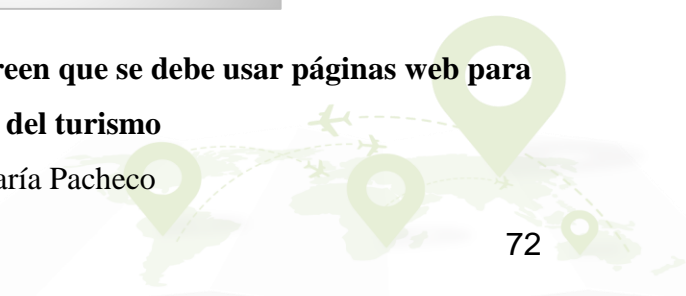 reen que se debe usar páginas web para
del turismo
aría Pacheco
72